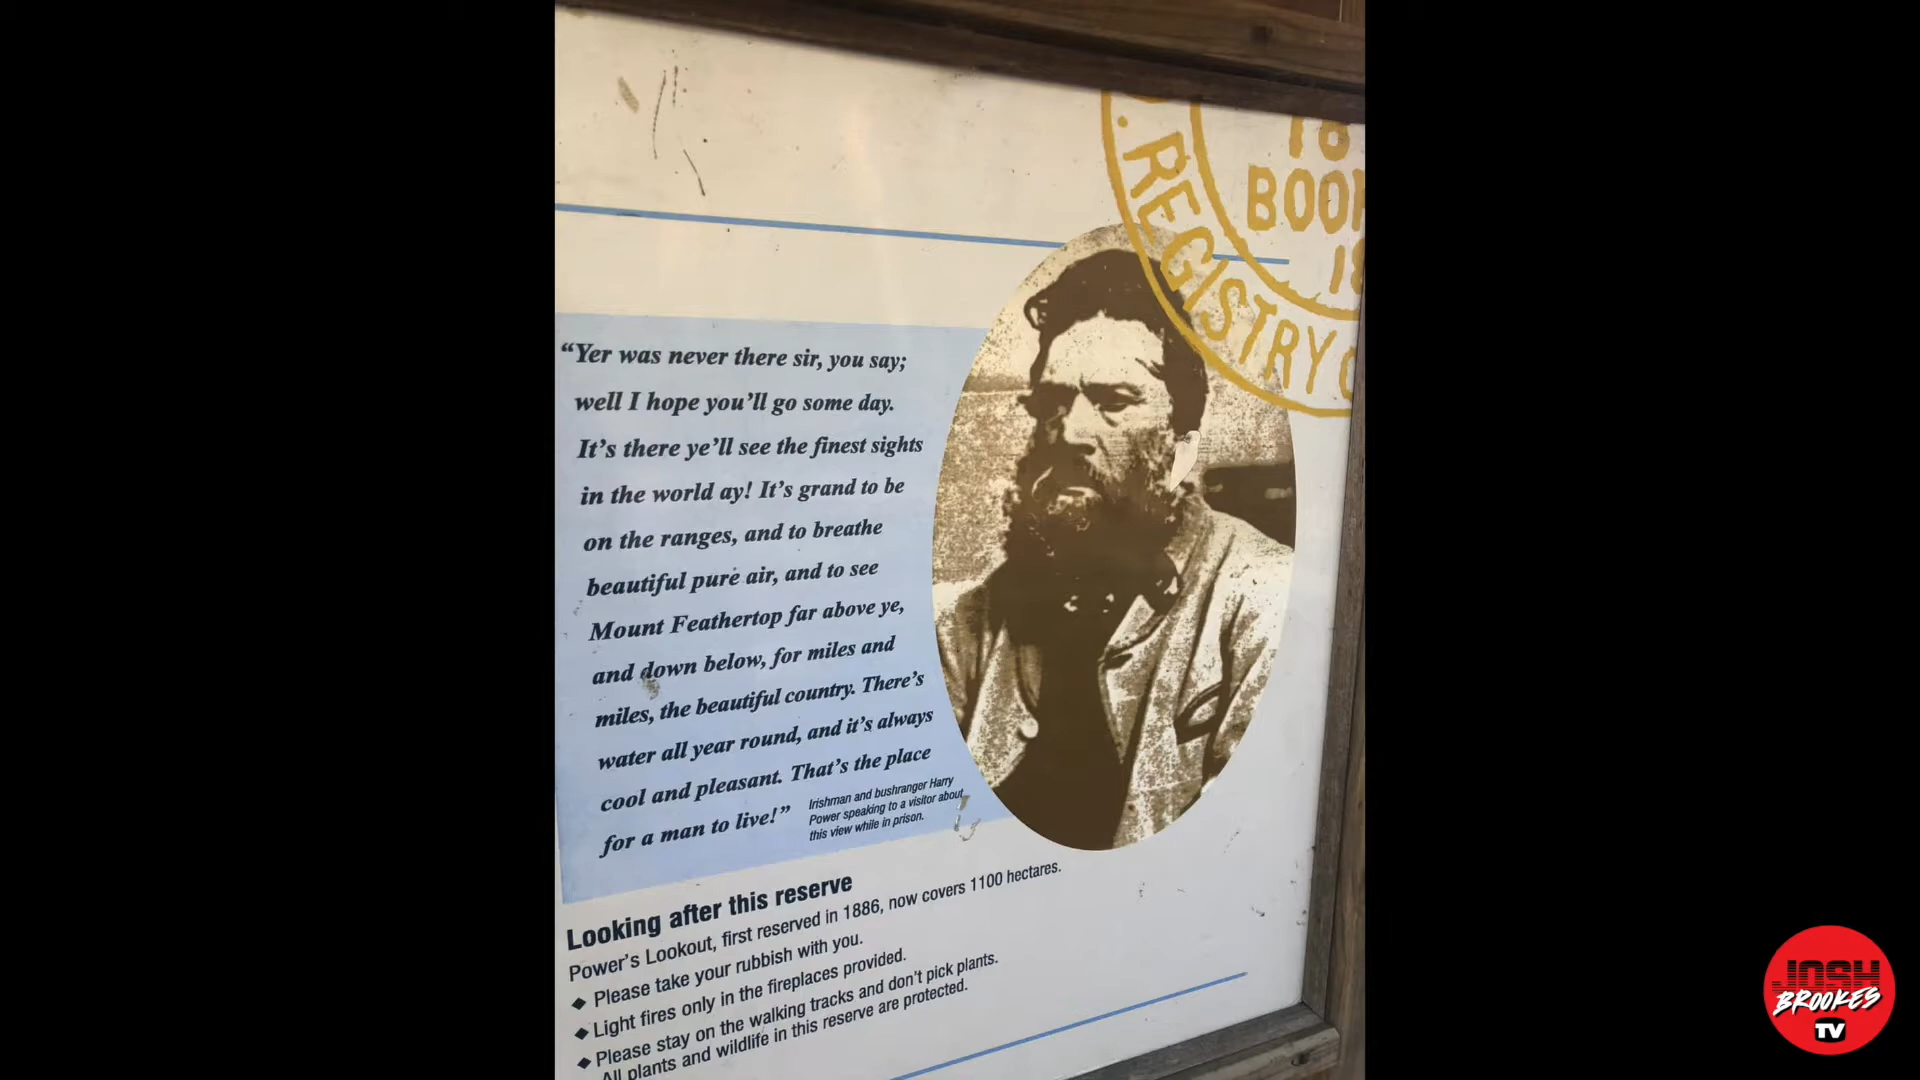 18
BOO
18
. REGISTRY
“Yer was never there sir, you say;
well I hope you’ll go some day.
It’s there ye’ll see the finest sights
in the world ay! It’s grand to be
on the ranges, and to breathe
beautiful pure air, and to see
Mount Feathertop far above ye,
and down below, for miles and
miles, the beautiful country. There’s
water all year round, and it’s always
cool and pleasant. That’s the place
for a man to live!”
Irishman and bushranger Harry
Power speaking to a visitor about
this view while in prison.
Looking after this reserve
Power’s Lookout, first reserved in 1886, now covers 1100 hectares.
◆ Please take your rubbish with you.
◆ Light fires only in the fireplaces provided.
◆ Please stay on the walking tracks and don’t pick plants.
All plants and wildlife in this reserve are protected.
JOSH
BROOKES
TV